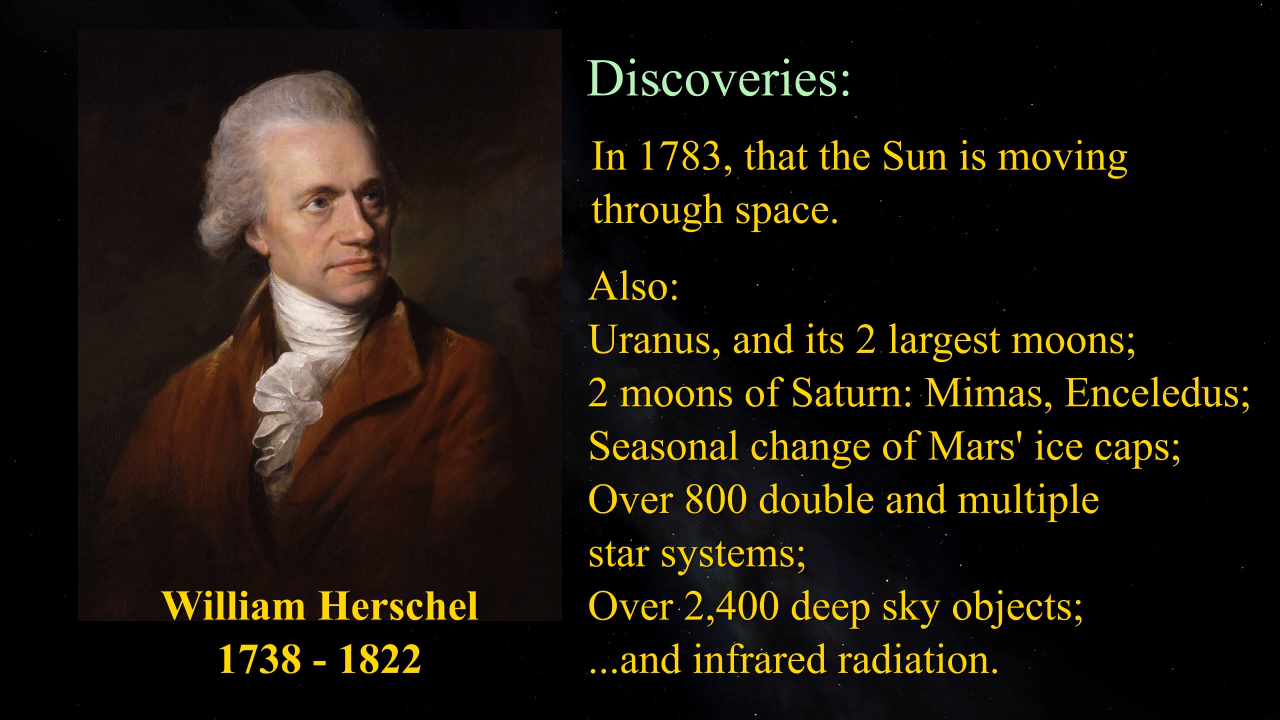 Discoveries:
In 1783, that the Sun is moving
through space.
Also:
Uranus, and its 2 largest moons;
2 moons of Saturn: Mimas, Enceledus;
Seasonal change of Mars' ice caps;
Over 800 double and multiple
star systems;
Over 2,400 deep sky objects;
...and infrared radiation.
William Herschel
1738 - 1822